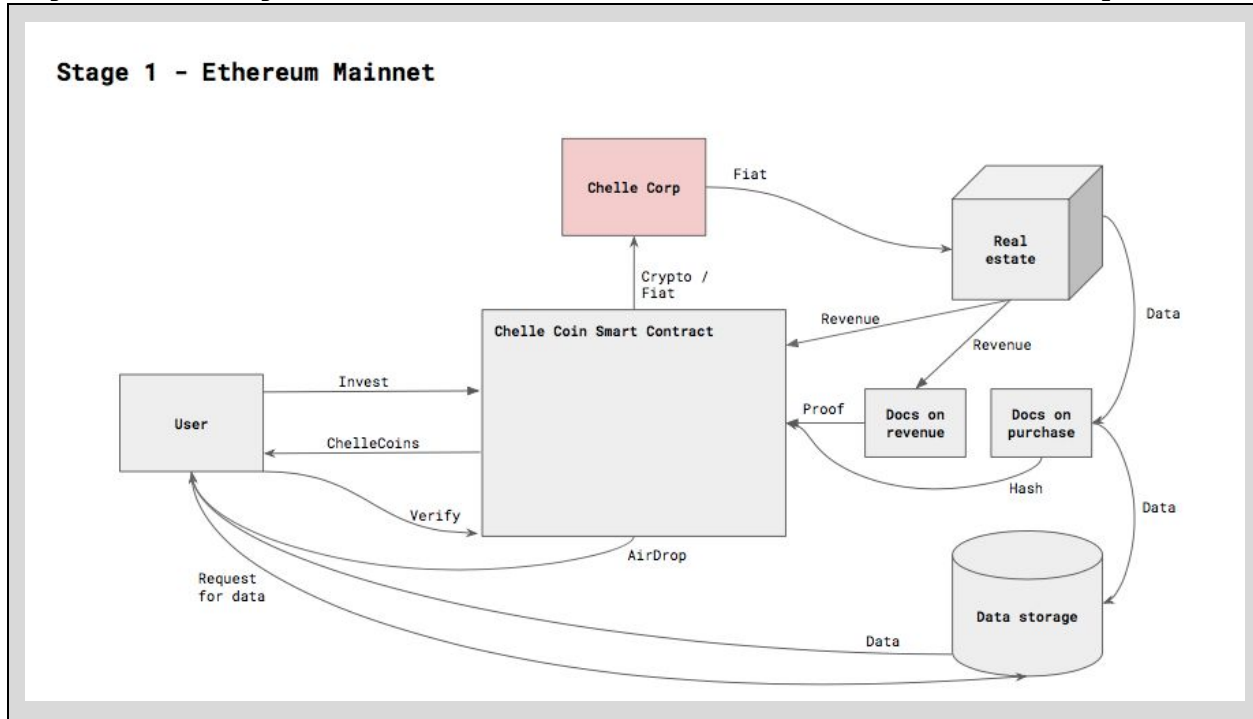 Stage 1 - Ethereum Mainnet
Chelle Corp
Fiat
Real
estate
Crypto /
Fiat
Chelle Coin Smart Contract
Revenue
Data
Revenue
Invest
User
Proof
Docs on
revenue
Docs on
purchase
ChelleCoins
Hash
Verify
Data
AirDrop
Request
for data
Data storage
Data